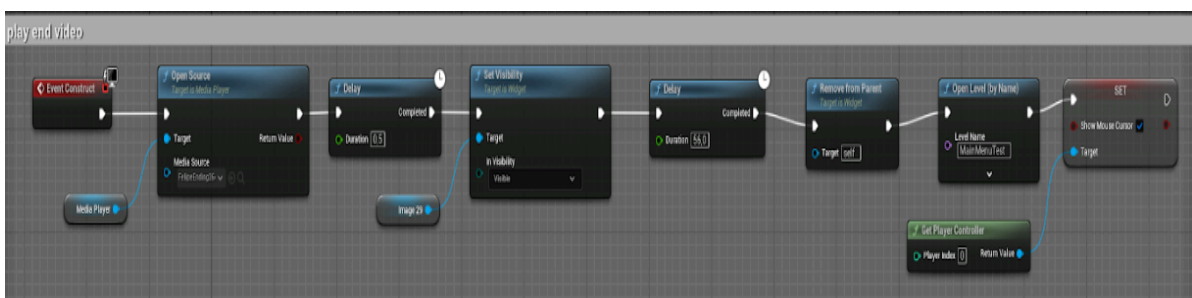 play end video
Event Construct
Open Source
Target is Media Player
Target
Return Value
Media Source
Media Player
Delay
Completed
Duration 0.5
Set Visibility
Target is Widget
Target
In Visibility
Visible
Image 29
Delay
Completed
Duration 56,0
Remove from Parent
Target is Widget
Target self
Open Level (by Name)
Level Name
MainMenuTest
SET
Show Mouse Cursor
Target
Get Player Controller
Player Index 0
Return Value